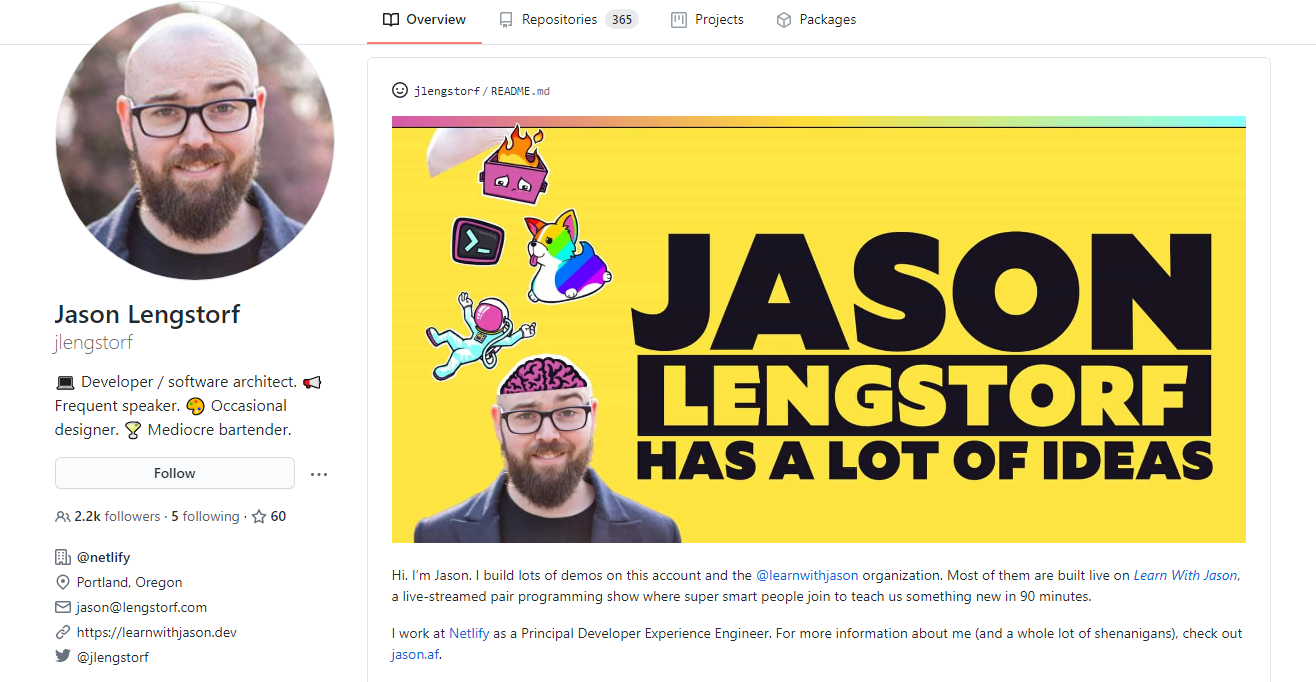 Overview
Repositories 365
Projects
Packages
Jason Lengstorf
jlengstorf
Developer / software architect.
Frequent speaker. Occasional
designer. Mediocre bartender.
Follow
2.2k followers · 5 following · 60
@netlify
Portland, Oregon
jason@lengstorf.com
https://learnwithjason.dev
@jlengstorf
jlengstorf / README.md
JASON
LENGSTORF
HAS A LOT OF IDEAS
Hi. I’m Jason. I build lots of demos on this account and the @learnwithjason organization. Most of them are built live on Learn With Jason,
a live-streamed pair programming show where super smart people join to teach us something new in 90 minutes.
I work at Netlify as a Principal Developer Experience Engineer. For more information about me (and a whole lot of shenanigans), check out
jason.af.